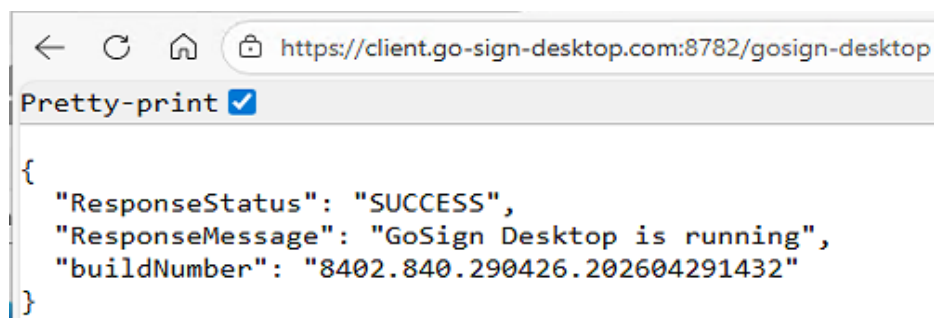 https://client.go-sign-desktop.com:8782/gosign-desktop
Pretty-print
{
  "ResponseStatus": "SUCCESS",
  "ResponseMessage": "GoSign Desktop is running",
  "buildNumber": "8402.840.290426.202604291432"
}